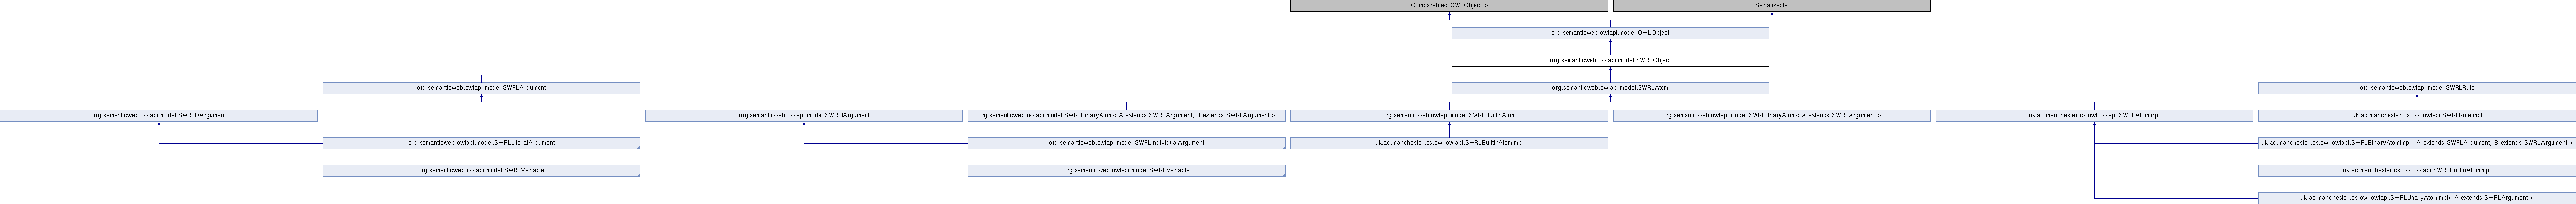 Comparable< OWLObject >
Serializable
org.semanticweb.owlapi.model.OWLObject
org.semanticweb.owlapi.model.SWRLObject
org.semanticweb.owlapi.model.SWRLArgument
org.semanticweb.owlapi.model.SWRLAtom
org.semanticweb.owlapi.model.SWRLRule
org.semanticweb.owlapi.model.SWRLDArgument
org.semanticweb.owlapi.model.SWRLIArgument
org.semanticweb.owlapi.model.SWRLBinaryAtom< A extends SWRLArgument, B extends SWRLArgument >
org.semanticweb.owlapi.model.SWRLBuiltInAtom
org.semanticweb.owlapi.model.SWRLUnaryAtom< A extends SWRLArgument >
uk.ac.manchester.cs.owl.owlapi.SWRLAtomImpl
uk.ac.manchester.cs.owl.owlapi.SWRLRuleImpl
org.semanticweb.owlapi.model.SWRLLiteralArgument
org.semanticweb.owlapi.model.SWRLIndividualArgument
uk.ac.manchester.cs.owl.owlapi.SWRLBuiltInAtomImpl
uk.ac.manchester.cs.owl.owlapi.SWRLBinaryAtomImpl< A extends SWRLArgument, B extends SWRLArgument >
org.semanticweb.owlapi.model.SWRLVariable
org.semanticweb.owlapi.model.SWRLVariable
uk.ac.manchester.cs.owl.owlapi.SWRLBuiltInAtomImpl
uk.ac.manchester.cs.owl.owlapi.SWRLUnaryAtomImpl< A extends SWRLArgument >